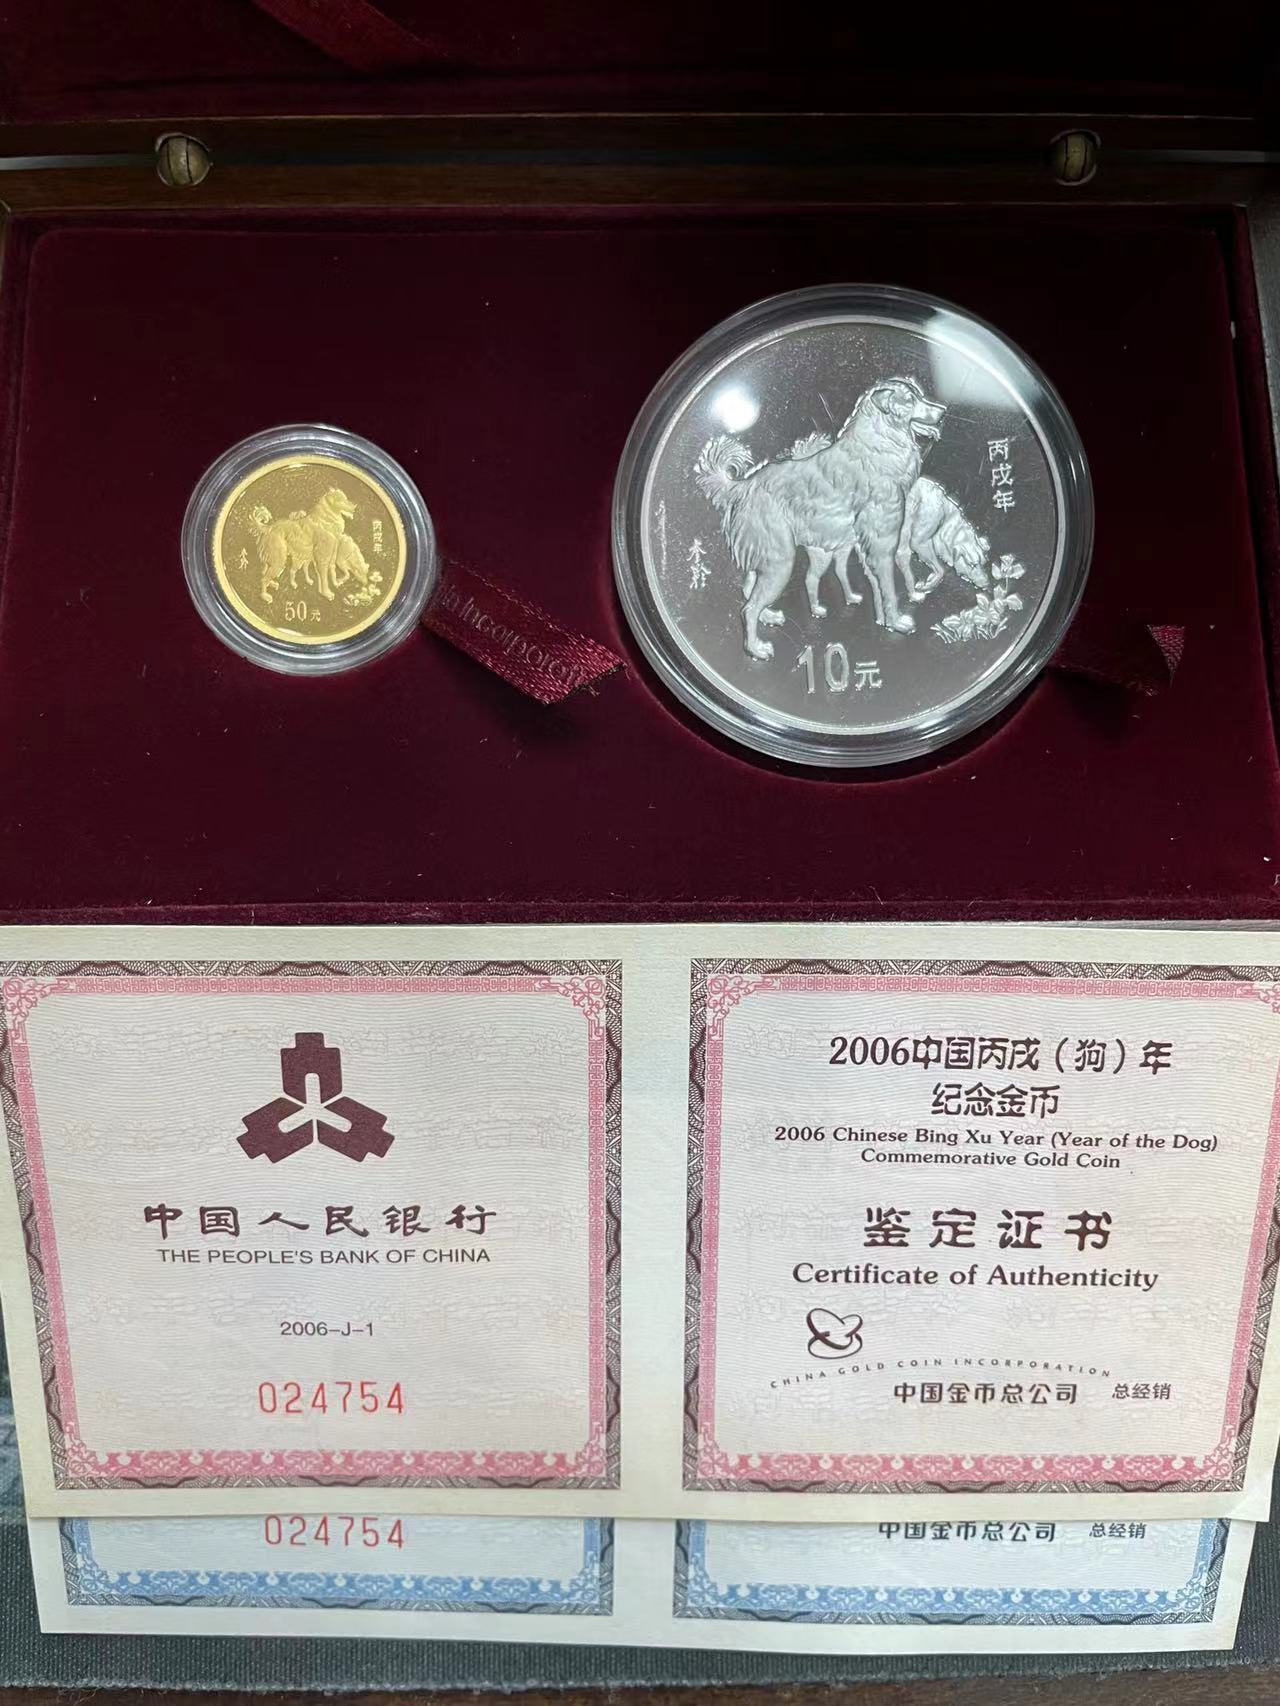 丙戌年
50元
丙戌年
10元
中国人民银行
THE PEOPLE'S BANK OF CHINA
2006-J-1
024754
2006中国丙戌（狗）年
纪念金币
2006 Chinese Bing Xu Year (Year of the Dog)
Commemorative Gold Coin
鉴定证书
Certificate of Authenticity
CHINA GOLD COIN INCORPORATION
中国金币总公司 总经销
024754
中国金币总公司 总经销